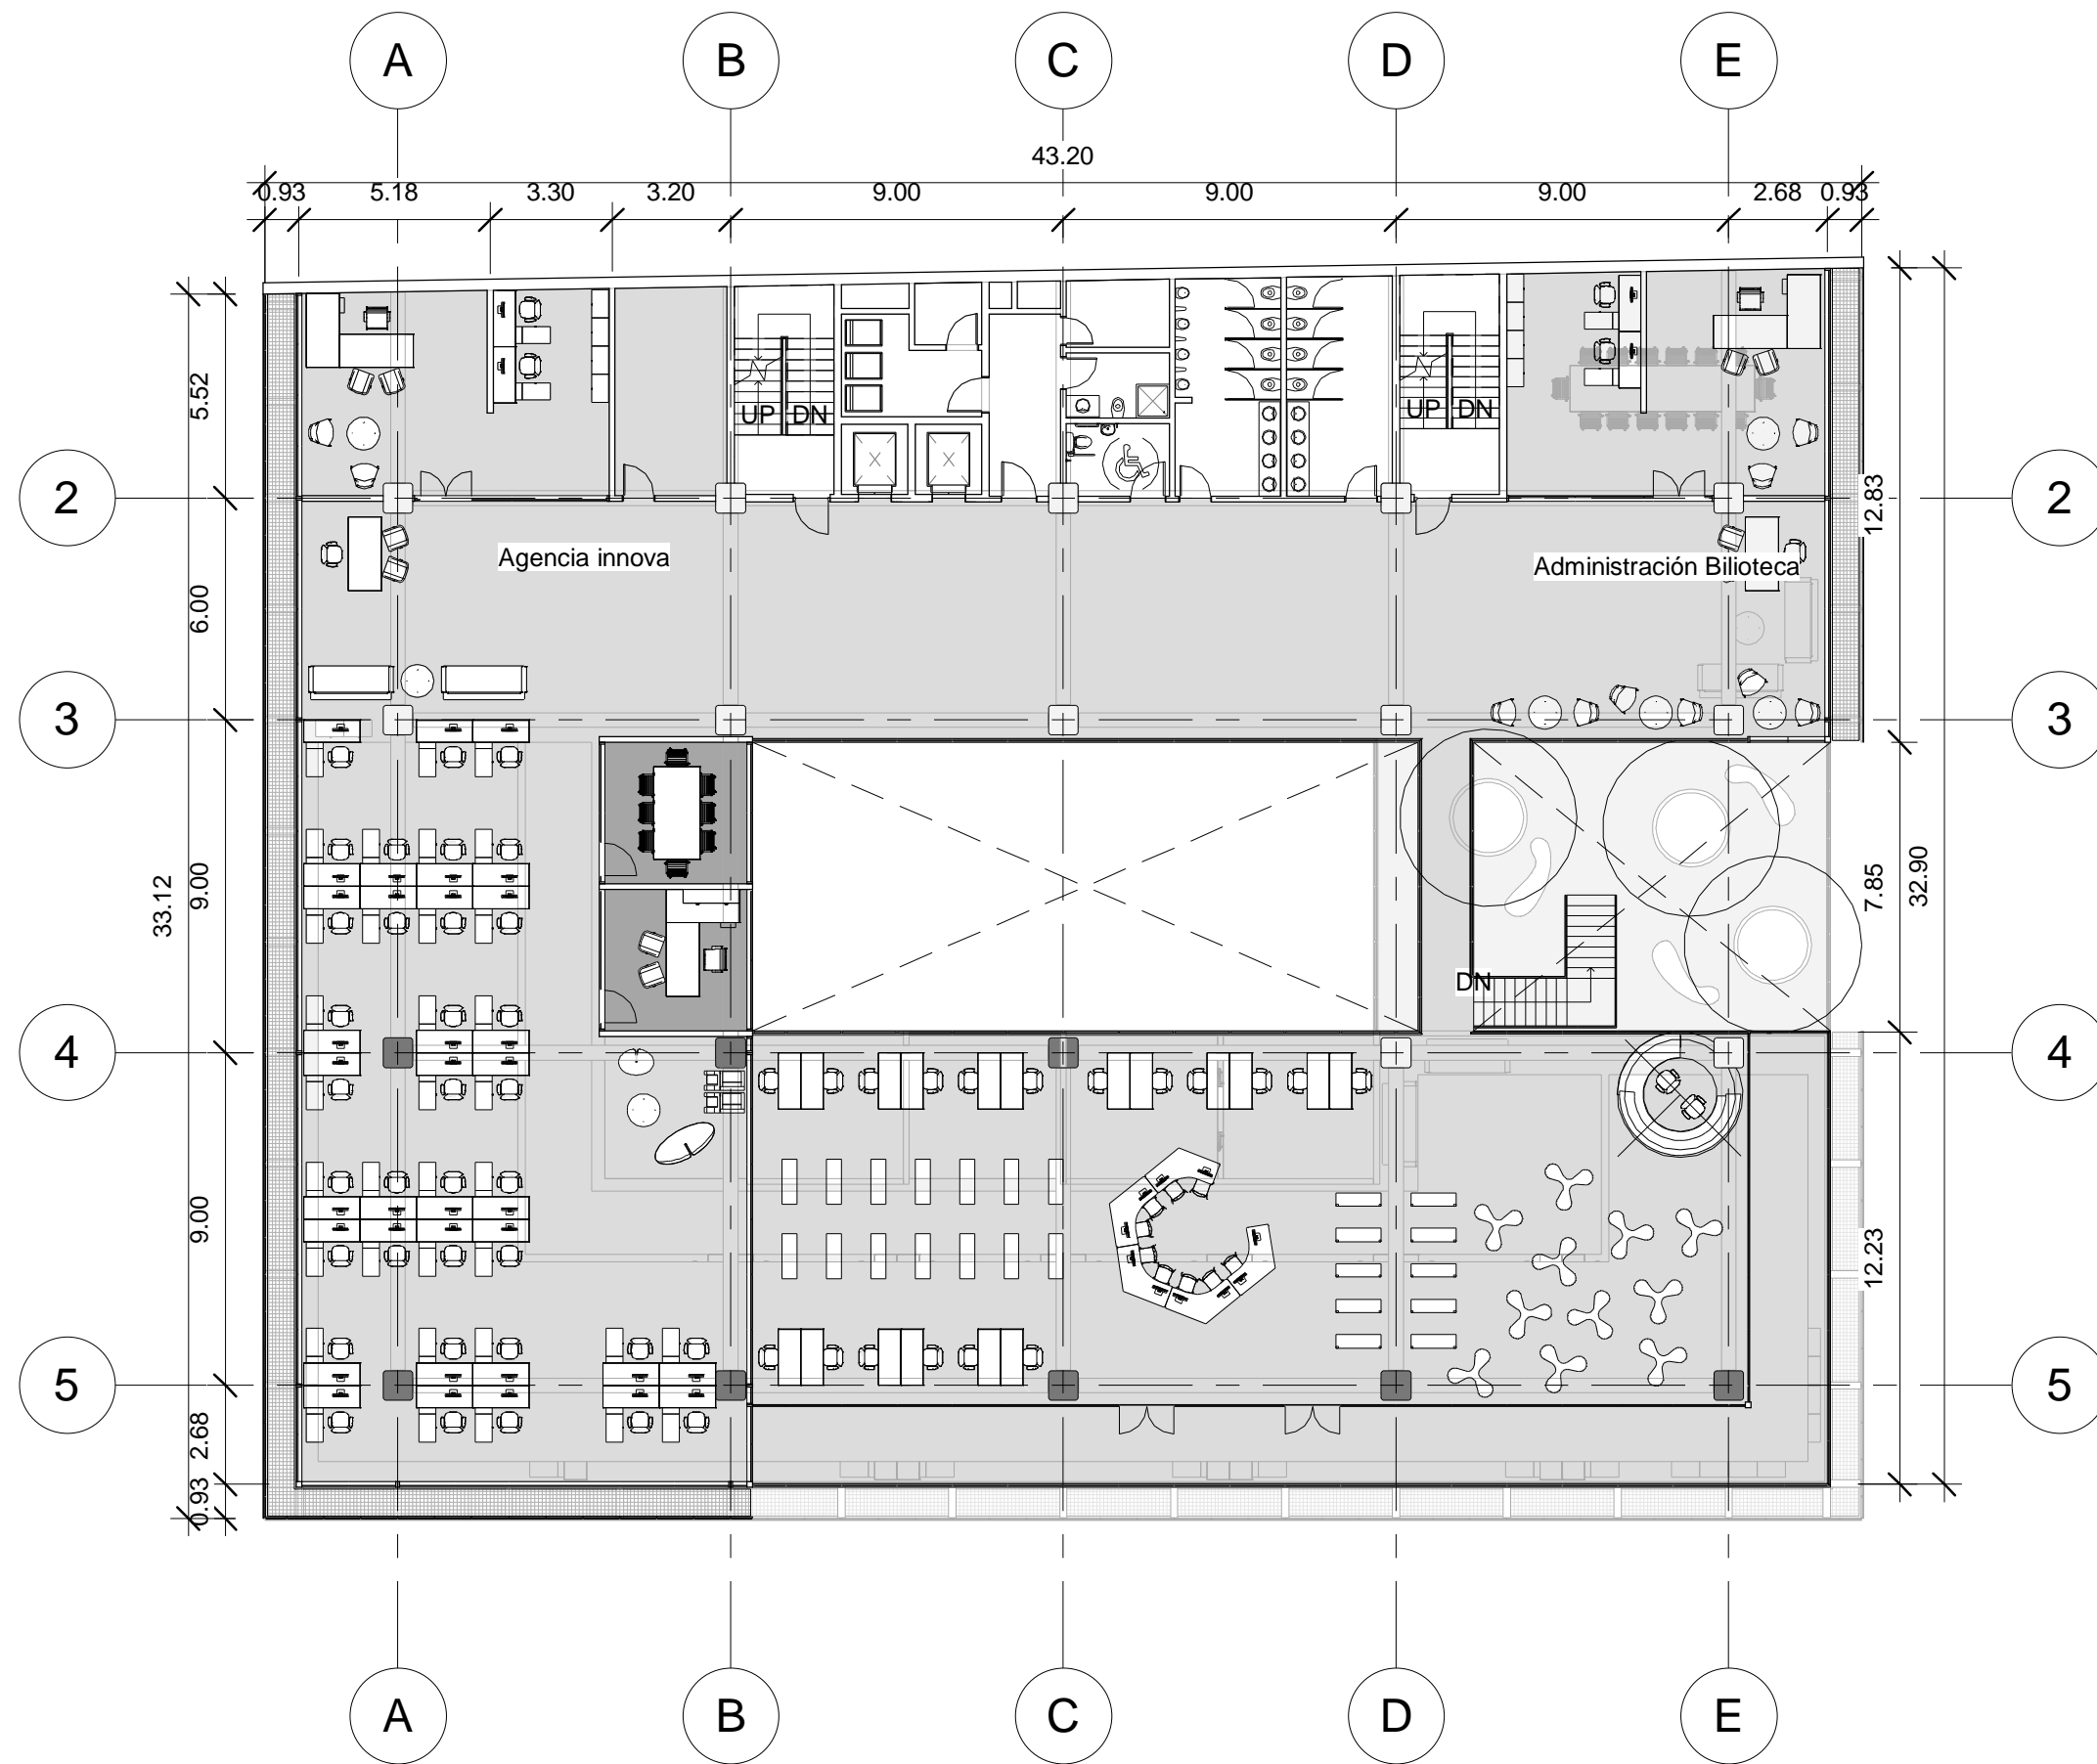 A B C D E
43.20
0.93 5.18 3.30 3.20 9.00 9.00 9.00 2.68 0.93
5.52
UP DN
UP DN
2 2
12.83
Agencia innova
Administración Bilioteca
6.00
3 3
9.00
33.12
7.85
32.90
DN
4 4
9.00
12.23
5 5
2.68
0.93
A B C D E